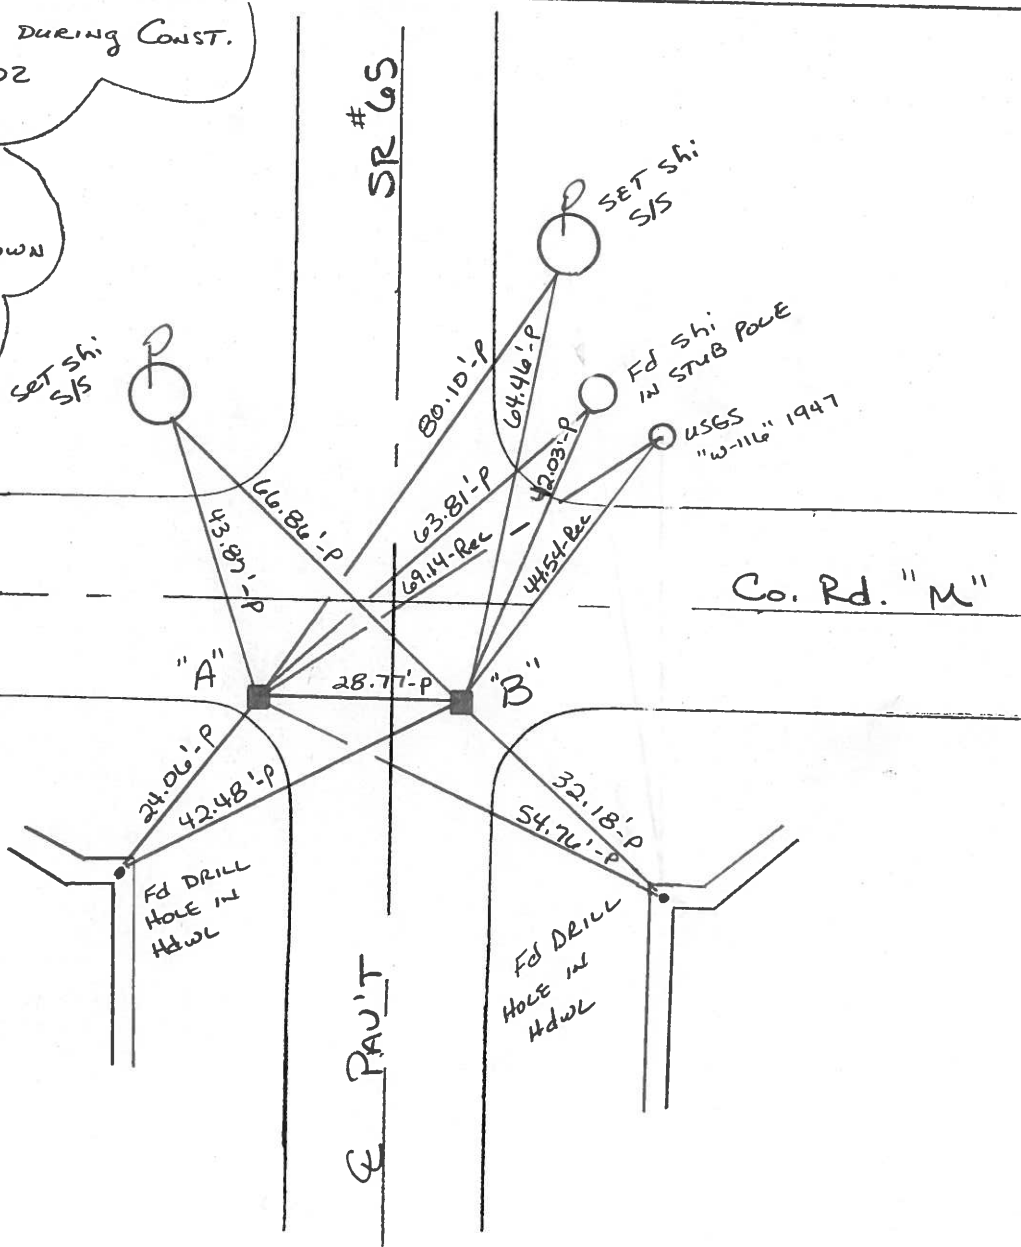 DURING CONST.
02
OWN
SR #65
SET Shi
S/S
SET Shi
S/S
Fd Shi
IN STUB POLE
USGS
"W-116" 1947
80.10'-P
64.46'-P
63.81'-P
42.03'-P
69.14-Rec
44.54-Rec
66.86'-P
43.87'-P
Co. Rd. "M"
"A"
28.77'-P
"B"
24.06'-P
42.48'-P
32.18'-P
54.76'-P
Fd DRILL
HOLE IN
HdWL
Fd DRILL
HOLE IN
HdWL
℄ PAV'T